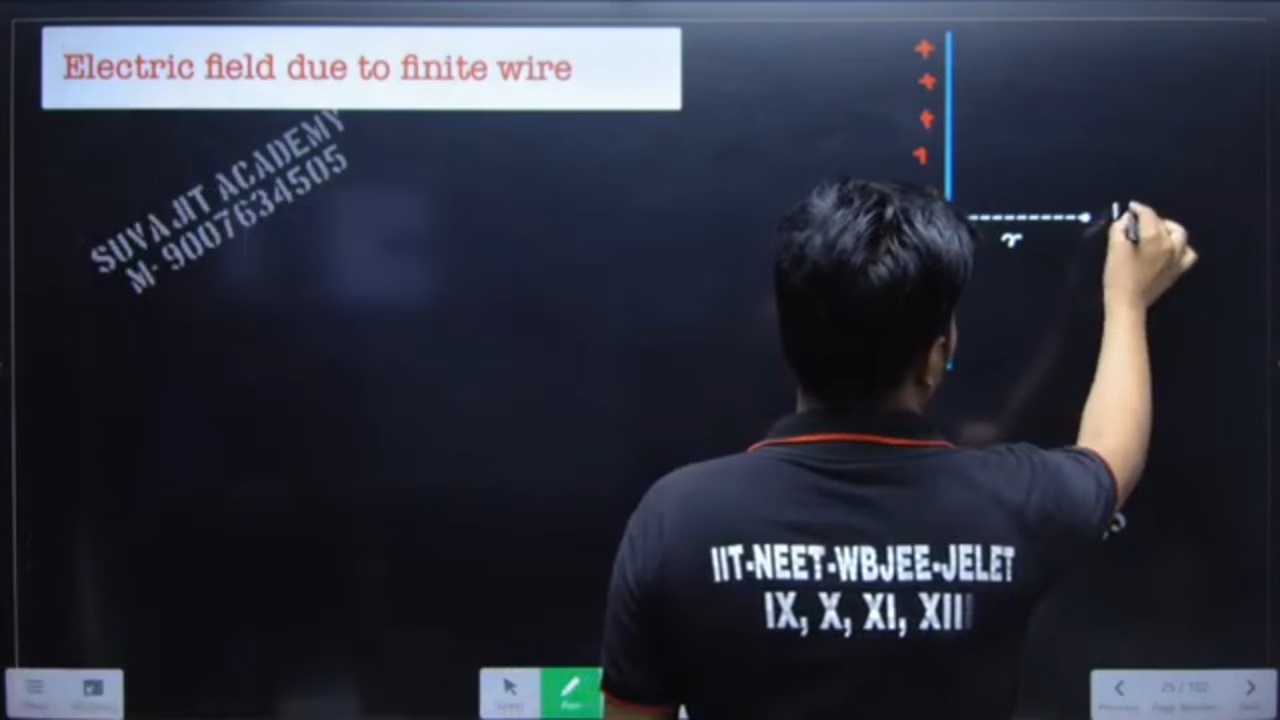 Electric field due to finite wire
SUVAJIT ACADEMY
M- 9007634505
+
+
+
r
IIT-NEET-WBJEE-JELET
IX, X, XI, XII
25 / 102